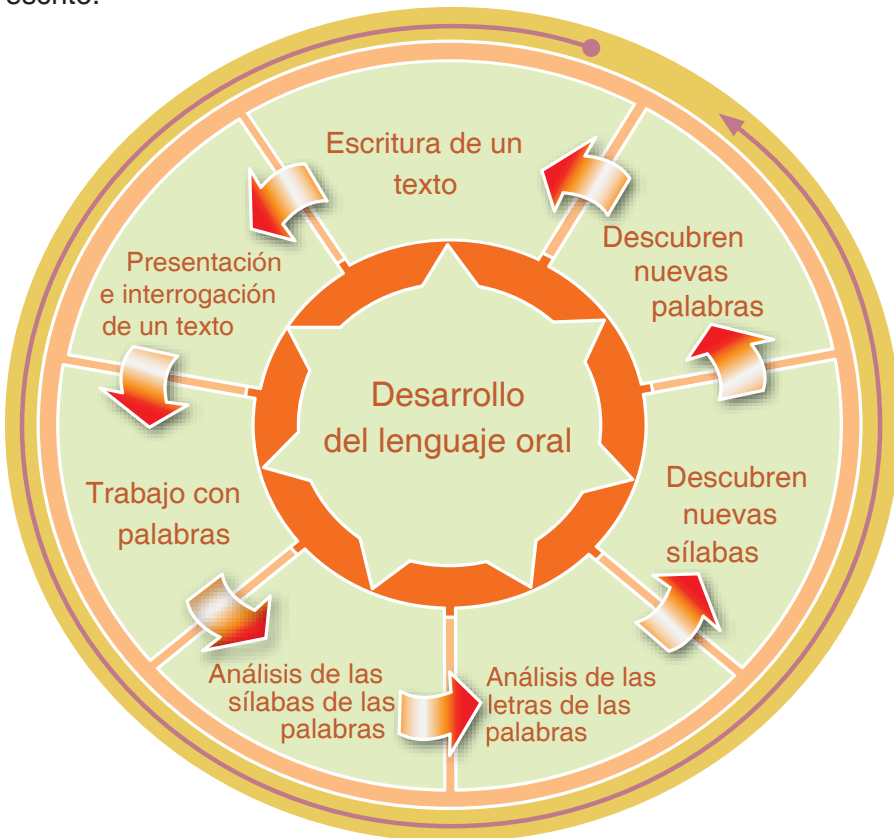 escrito.
Escritura de un
texto
Presentación
e interrogación
de un texto
Trabajo con
palabras
Análisis de las
sílabas de las
palabras
Análisis de las
letras de las
palabras
Descubren
nuevas
sílabas
Descubren
nuevas
palabras
Desarrollo
del lenguaje oral